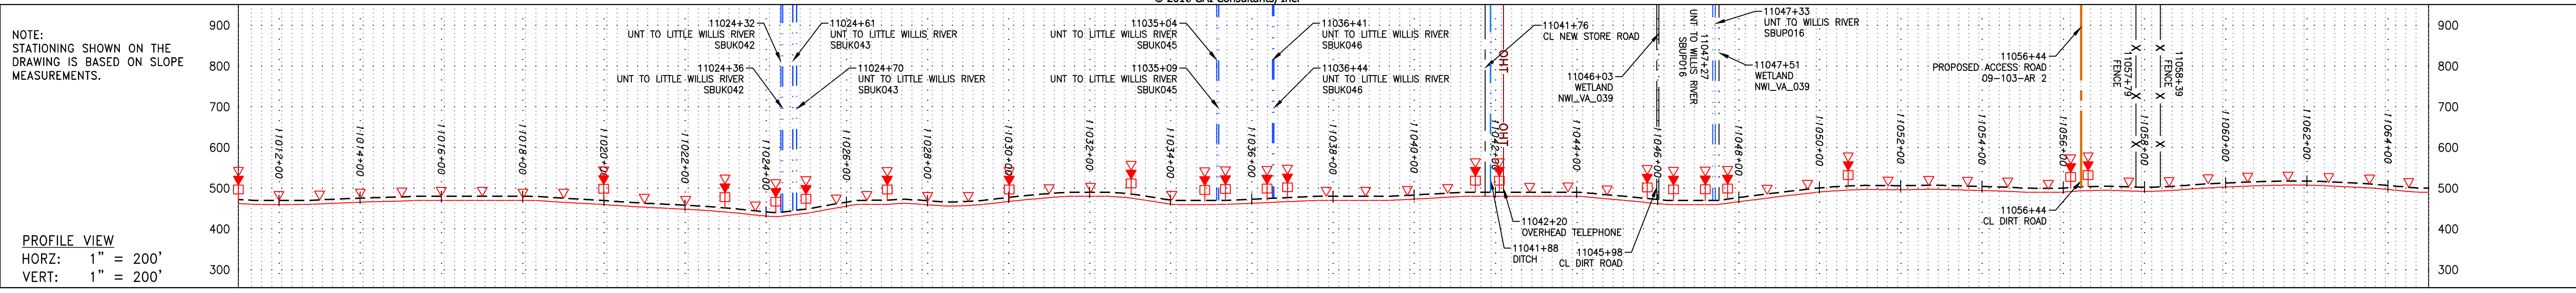 © 2016 GAI Consultants, Inc.
NOTE:
STATIONING SHOWN ON THE
DRAWING IS BASED ON SLOPE
MEASUREMENTS.
PROFILE VIEW
HORZ: 1" = 200'
VERT: 1" = 200'
900
800
700
600
500
400
300
11024+32
UNT TO LITTLE WILLIS RIVER
SBUK042
11024+36
UNT TO LITTLE WILLIS RIVER
SBUK042
11024+61
UNT TO LITTLE WILLIS RIVER
SBUK043
11024+70
UNT TO LITTLE WILLIS RIVER
SBUK043
11035+04
UNT TO LITTLE WILLIS RIVER
SBUK045
11035+09
UNT TO LITTLE WILLIS RIVER
SBUK045
11036+41
UNT TO LITTLE WILLIS RIVER
SBUK046
11036+44
UNT TO LITTLE WILLIS RIVER
SBUK046
11041+76
CL NEW STORE ROAD
OHT
OHT
11042+20
OVERHEAD TELEPHONE
11041+88
DITCH
11046+03
WETLAND
NWI_VA_039
11045+98
CL DIRT ROAD
11047+27
UNT TO WILLIS RIVER
SBUP016
11047+33
UNT TO WILLIS RIVER
SBUP016
11047+51
WETLAND
NWI_VA_039
11056+44
PROPOSED ACCESS ROAD
09-103-AR 2
11056+44
CL DIRT ROAD
11057+79
FENCE
11058+39
FENCE
11012+00
11014+00
11016+00
11018+00
11020+00
11022+00
11024+00
11026+00
11028+00
11030+00
11032+00
11034+00
11036+00
11038+00
11040+00
11042+00
11044+00
11046+00
11048+00
11050+00
11052+00
11054+00
11056+00
11058+00
11060+00
11062+00
11064+00
900
800
700
600
500
400
300